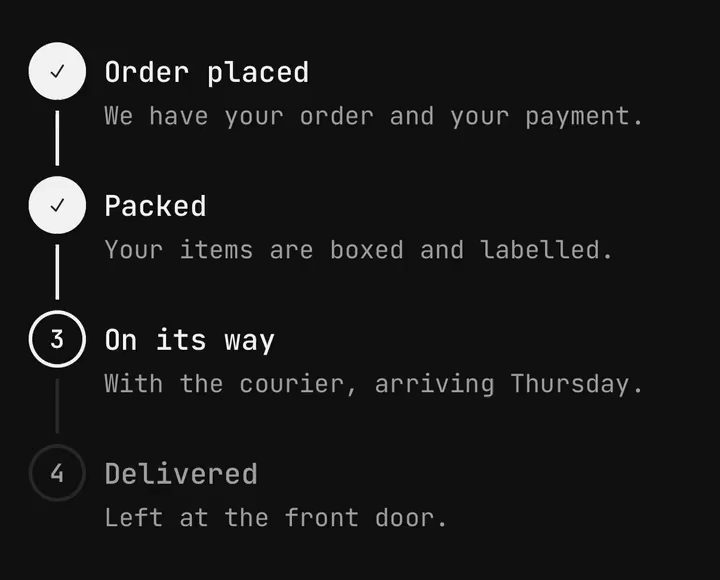 Order placed
We have your order and your payment.
Packed
Your items are boxed and labelled.
3 On its way
With the courier, arriving Thursday.
4 Delivered
Left at the front door.